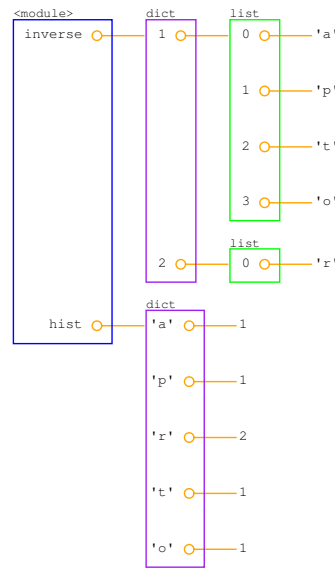 <module> dict list
inverse 1 0 'a'
1 'p'
2 't'
3 'o'
list
2 0 'r'
dict
hist 'a' 1
'p' 1
'r' 2
't' 1
'o' 1